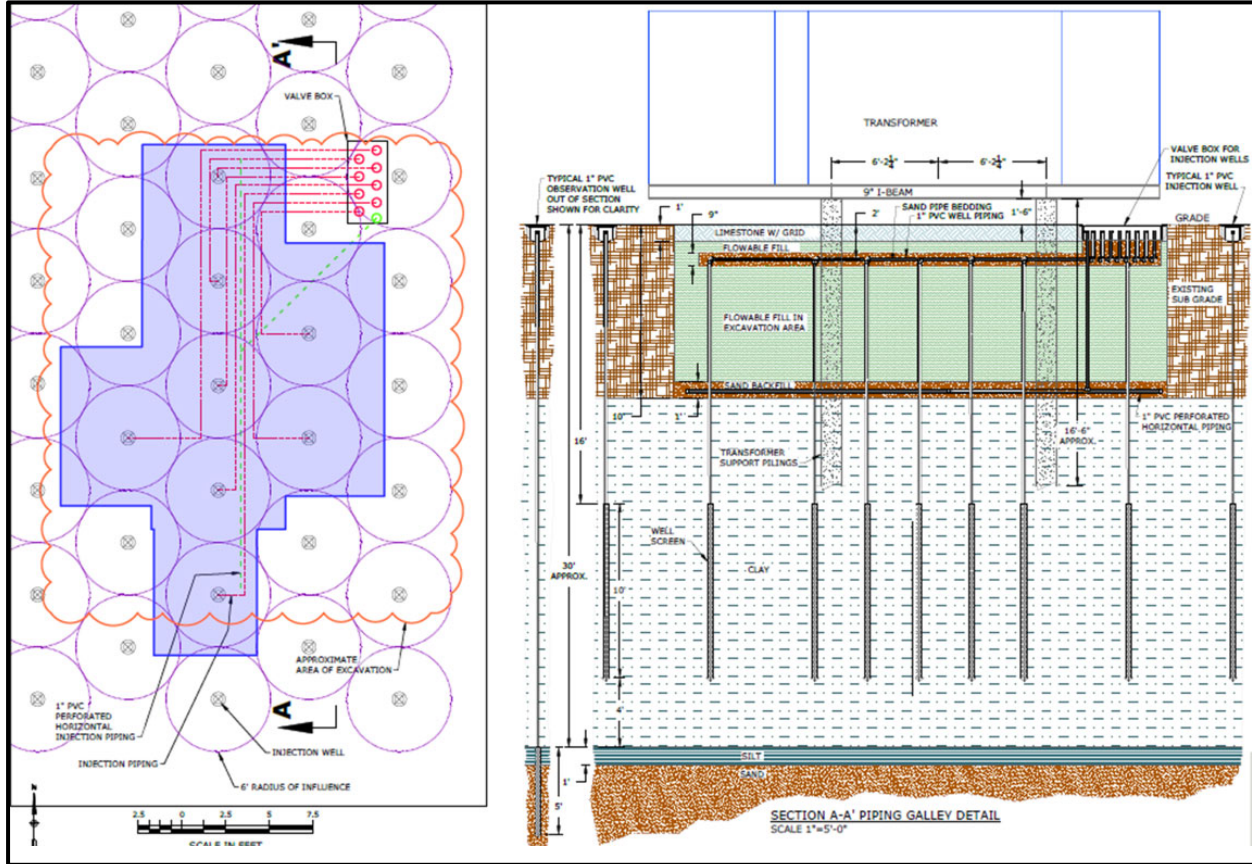 A'
VALVE BOX
APPROXIMATE
AREA OF EXCAVATION
A
1" PVC
PERFORATED
HORIZONTAL
INJECTION PIPING
INJECTION PIPING
INJECTION WELL
6' RADIUS OF INFLUENCE
N
2.5 0 2.5 5 7.5
SCALE IN FEET
TRANSFORMER
6'-2¼" 6'-2¼"
9" I-BEAM
VALVE BOX FOR
INJECTION WELLS
TYPICAL 1" PVC
INJECTION WELL
TYPICAL 1" PVC
OBSERVATION WELL
OUT OF SECTION
SHOWN FOR CLARITY
1'
9"
SAND PIPE BEDDING
1" PVC WELL PIPING
2'
1'-6"
GRADE
LIMESTONE W/ GRID
FLOWABLE FILL
EXISTING
SUB GRADE
FLOWABLE FILL IN
EXCAVATION AREA
SAND BACKFILL
10'
1'
1" PVC PERFORATED
HORIZONTAL PIPING
16'-6"
APPROX.
16'
TRANSFORMER
SUPPORT PILINGS
WELL
SCREEN
CLAY
30'
APPROX.
10'
4'
SILT
1'
SAND
5'
SECTION A-A' PIPING GALLEY DETAIL
SCALE 1"=5'-0"